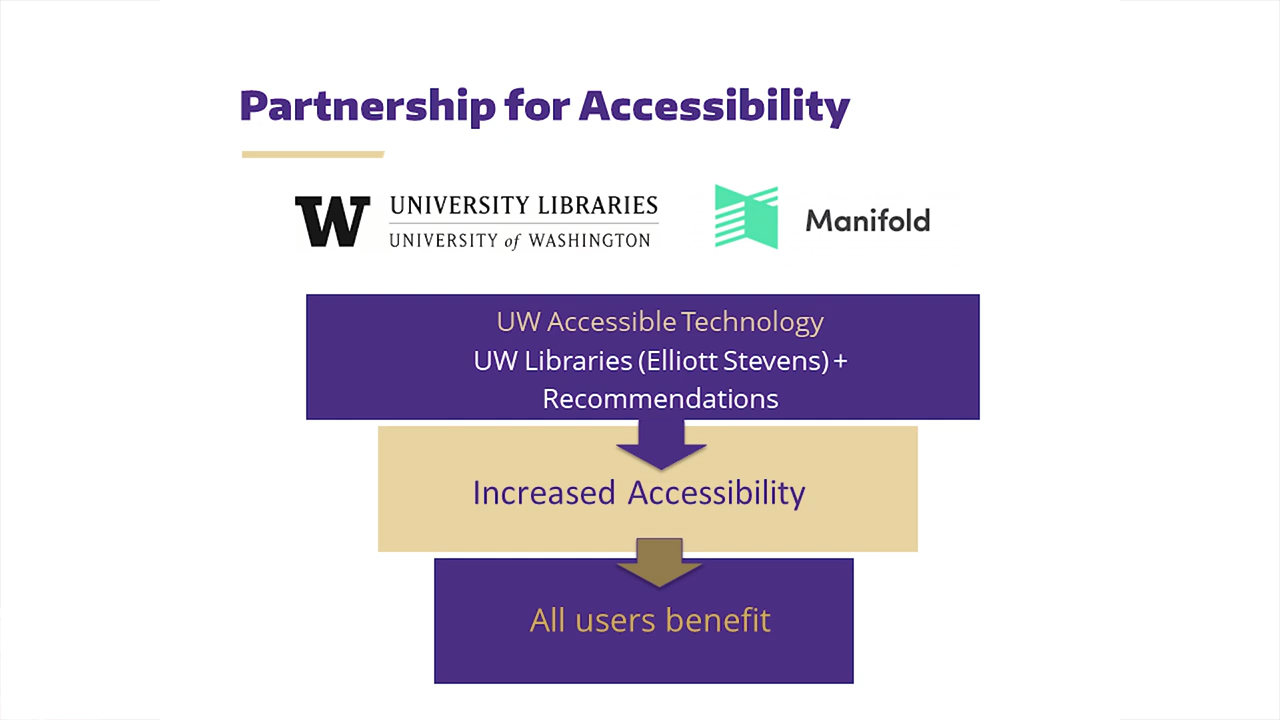 Partnership for Accessibility
W UNIVERSITY LIBRARIES
UNIVERSITY of WASHINGTON
Manifold
UW Accessible Technology
UW Libraries (Elliott Stevens) +
Recommendations
Increased Accessibility
All users benefit